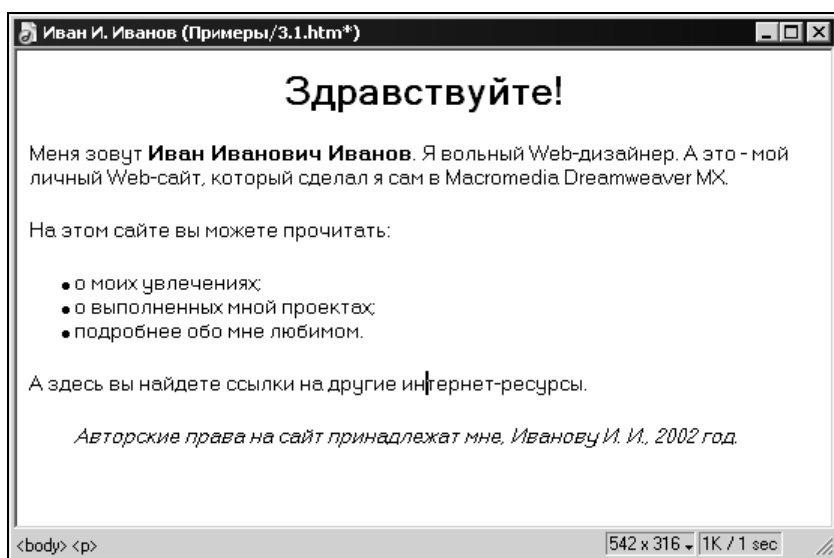 Иван И. Иванов (Примеры/3.1.htm*)
Здравствуйте!
Меня зовут Иван Иванович Иванов. Я вольный Web-дизайнер. А это - мой
личный Web-сайт, который сделал я сам в Macromedia Dreamweaver MX.
На этом сайте вы можете прочитать:
• о моих увлечениях;
• о выполненных мной проектах;
• подробнее обо мне любимом.
А здесь вы найдете ссылки на другие интернет-ресурсы.
Авторские права на сайт принадлежат мне, Иванову И. И., 2002 год.
<body> <p> 542 x 316 1K / 1 sec